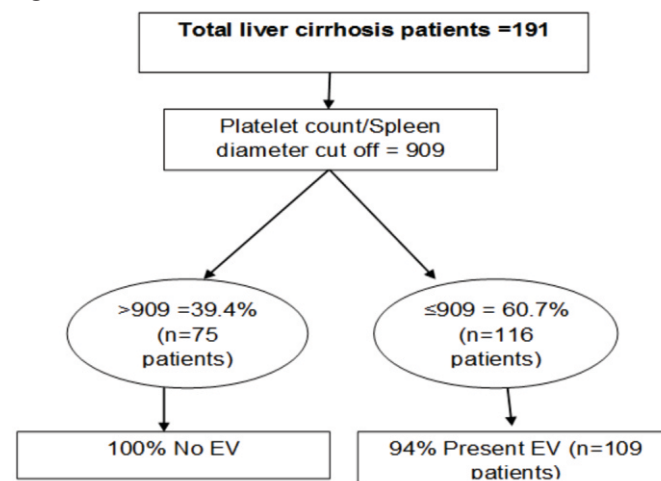 Total liver cirrhosis patients =191
Platelet count/Spleen
diameter cut off = 909
>909 =39.4%
(n=75
patients)
≤909 = 60.7%
(n=116
patients)
100% No EV
94% Present EV (n=109
patients)